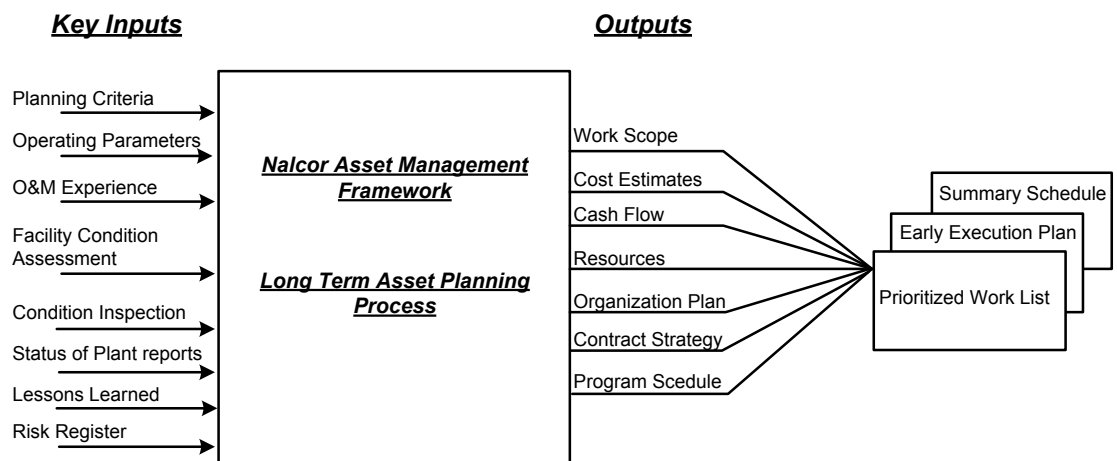 Key Inputs
Outputs
Planning Criteria
Operating Parameters
O&M Experience
Facility Condition
Assessment
Condition Inspection
Status of Plant reports
Lessons Learned
Risk Register
Nalcor Asset Management
Framework
Long Term Asset Planning
Process
Work Scope
Cost Estimates
Cash Flow
Resources
Organization Plan
Contract Strategy
Program Scedule
Summary Schedule
Early Execution Plan
Prioritized Work List